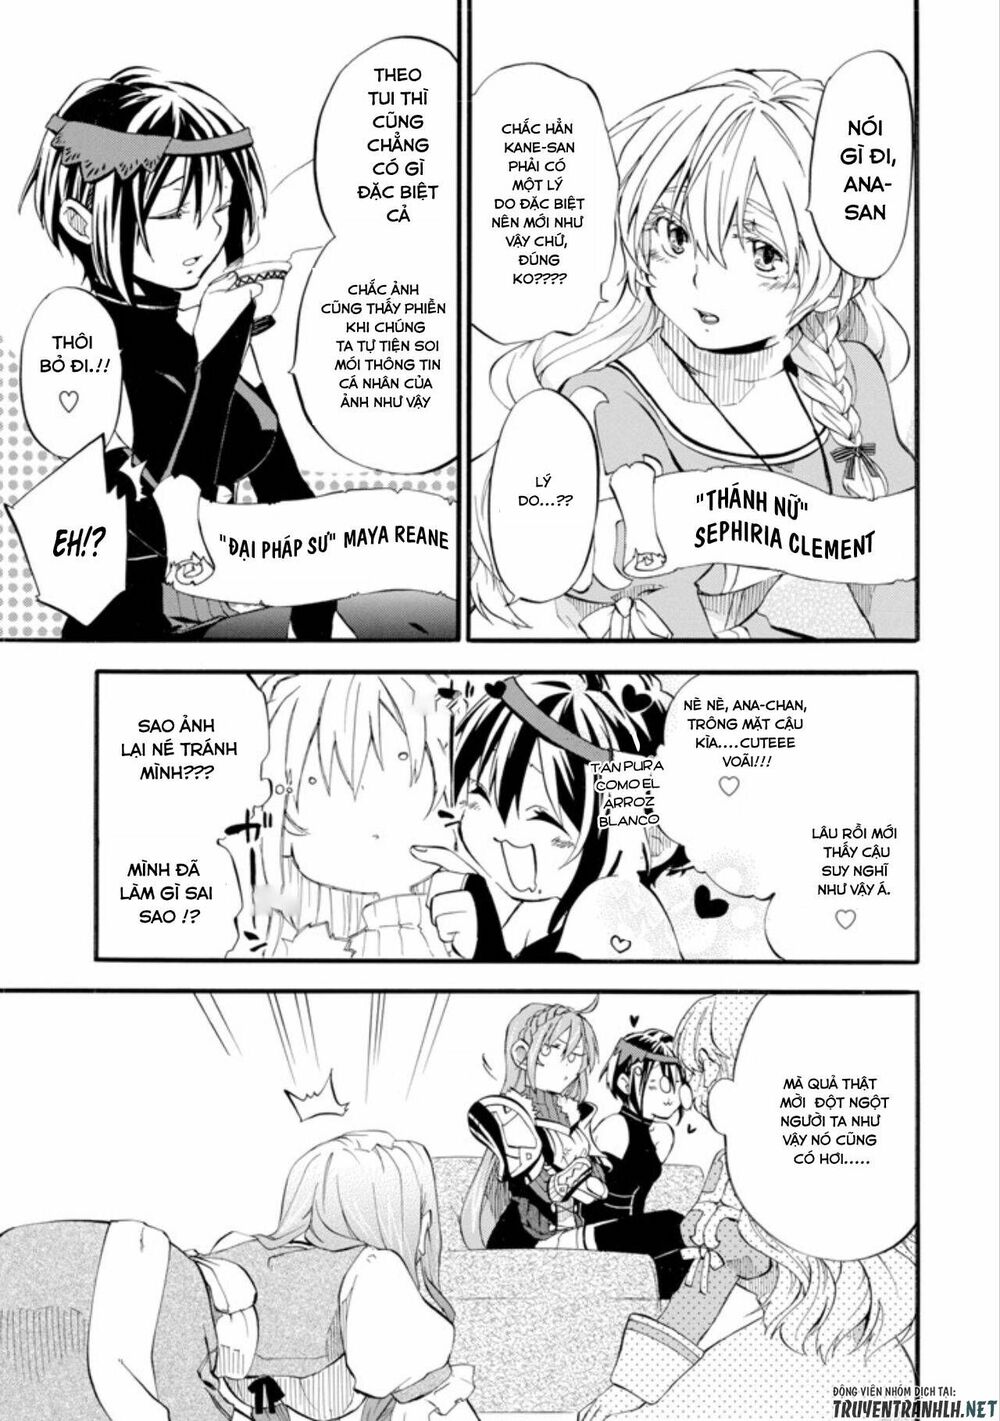 NÓI
GÌ ĐI,
ANA-
SAN
CHẮC HẲN
KANE-SAN
PHẢI CÓ
MỘT LÝ
DO ĐẶC BIỆT
NÊN MỚI NHƯ
VẬY CHỨ,
ĐÚNG
KO????
LÝ
DO...??
"THÁNH NỮ"
SEPHIRIA CLEMENT
THEO
TUI THÌ
CŨNG
CHẲNG
CÓ GÌ
ĐẶC BIỆT
CẢ
CHẮC ẢNH
CŨNG THẤY PHIỀN
KHI CHÚNG
TA TỰ TIỆN SOI
MÓI THÔNG TIN
CÁ NHÂN CỦA
ẢNH NHƯ VẬY
THÔI
BỎ ĐI.!!
♡
EH!?
"ĐẠI PHÁP SƯ" MAYA REANE
NÈ NÈ, ANA-CHAN,
TRÔNG MẶT CẬU
KÌA....CUTEEE
VOÃI!!!
♡
LÂU RỒI MỚI
THẤY CẬU
SUY NGHĨ
NHƯ VẬY Á.
♡
TAN PURA
COMO EL
ARROZ
BLANCO
SAO ẢNH
LẠI NÉ TRÁNH
MÌNH???
MÌNH ĐÃ
LÀM GÌ SAI
SAO !?
MÀ QUẢ THẬT
MỜI ĐỘT NGỘT
NGƯỜI TA NHƯ
VẬY NÓ CŨNG
CÓ HƠI.....
ĐỘNG VIÊN NHÓM DỊCH TẠI:
TRUYENTRANHLH.NET